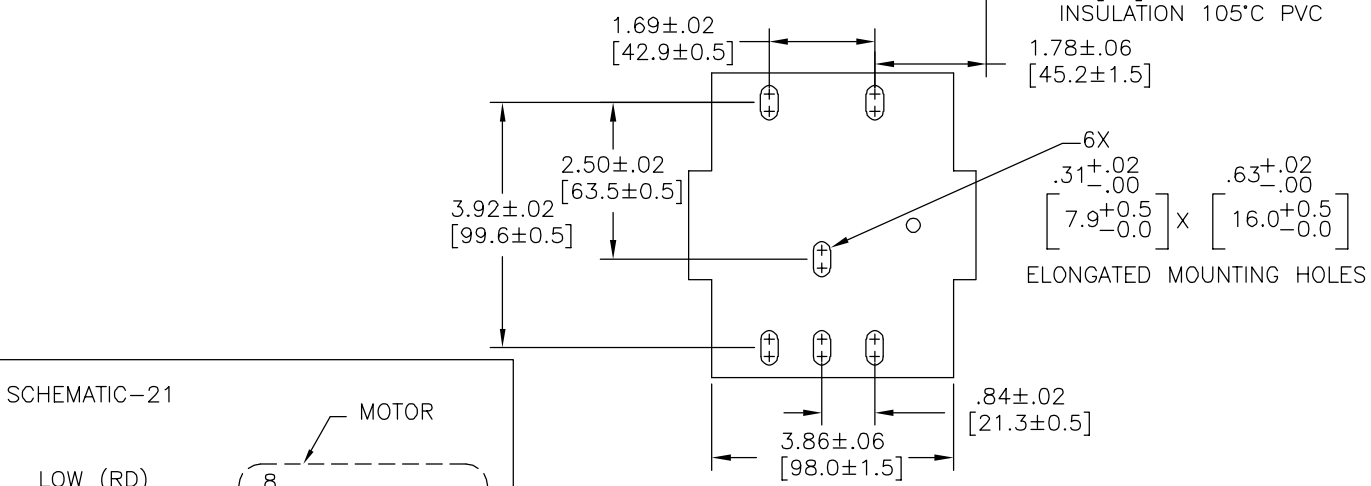 INSULATION 105°C PVC
1.69±.02
[42.9±0.5]
1.78±.06
[45.2±1.5]
6X
2.50±.02
[63.5±0.5]
3.92±.02
[99.6±0.5]
.31+.02 -.00
[7.9+0.5 -0.0] X
.63+.02 -.00
[16.0+0.5 -0.0]
ELONGATED MOUNTING HOLES
.84±.02
[21.3±0.5]
3.86±.06
[98.0±1.5]
SCHEMATIC-21
MOTOR
LOW (RD)
8